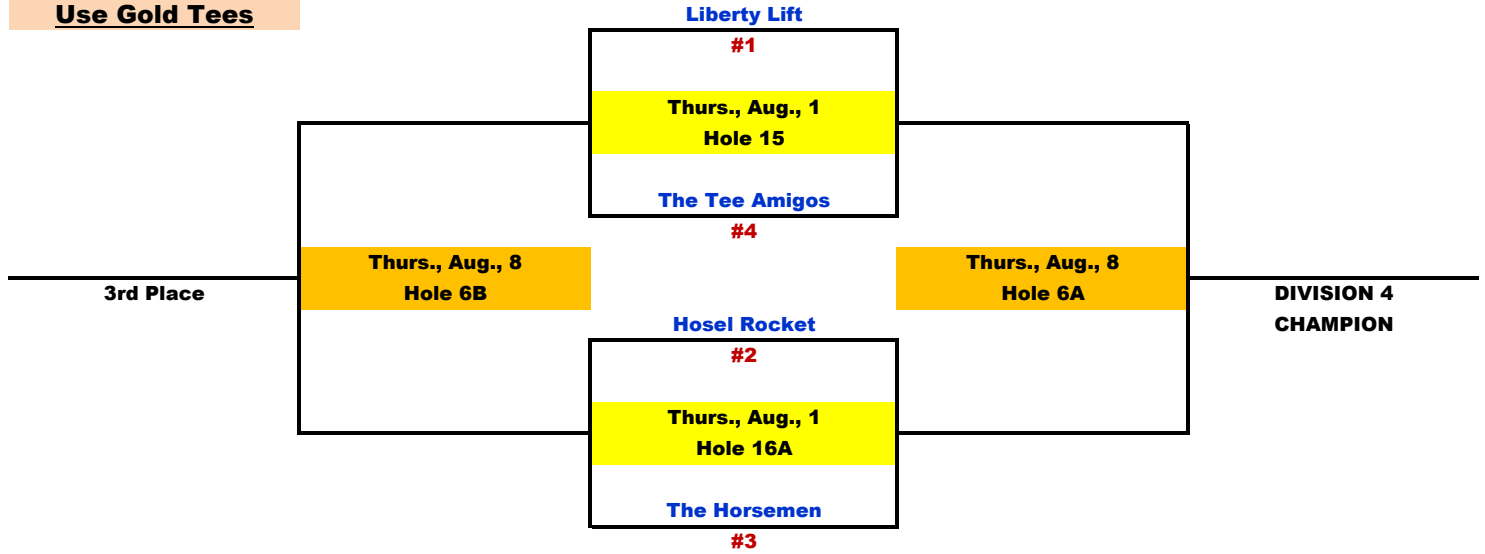 Use Gold Tees
Liberty Lift
#1
Thurs., Aug., 1
Hole 15
The Tee Amigos
#4
Thurs., Aug., 8
Hole 6B
Thurs., Aug., 8
Hole 6A
3rd Place
DIVISION 4
CHAMPION
Hosel Rocket
#2
Thurs., Aug., 1
Hole 16A
The Horsemen
#3